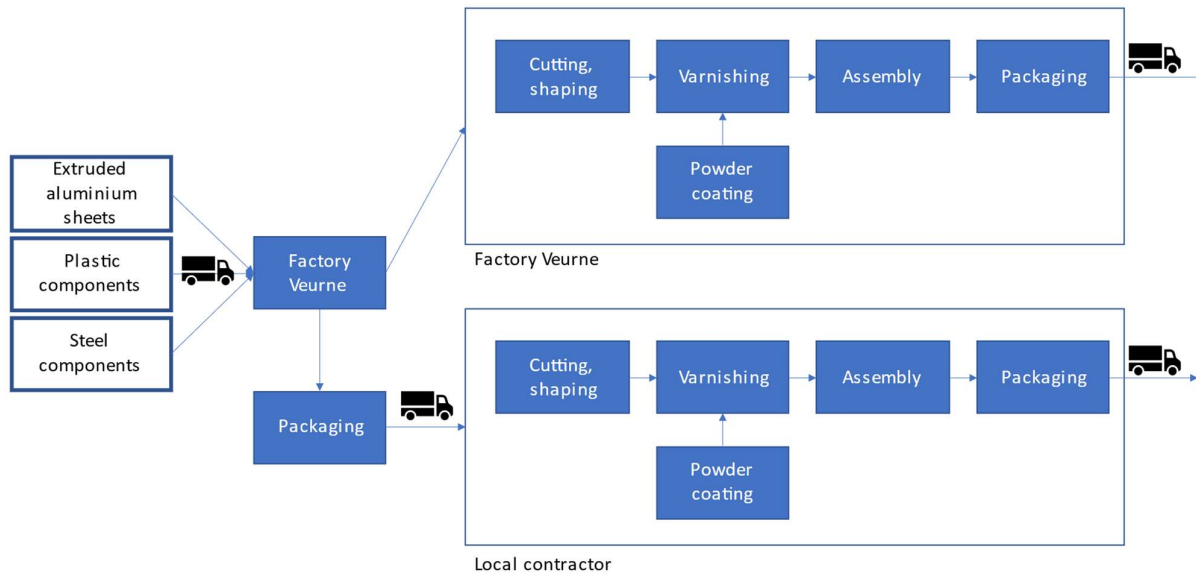 Cutting,
shaping
Varnishing
Assembly
Packaging
Powder
coating
Factory Veurne
Extruded
aluminium
sheets
Plastic
components
Steel
components
Factory
Veurne
Packaging
Cutting,
shaping
Varnishing
Assembly
Packaging
Powder
coating
Local contractor